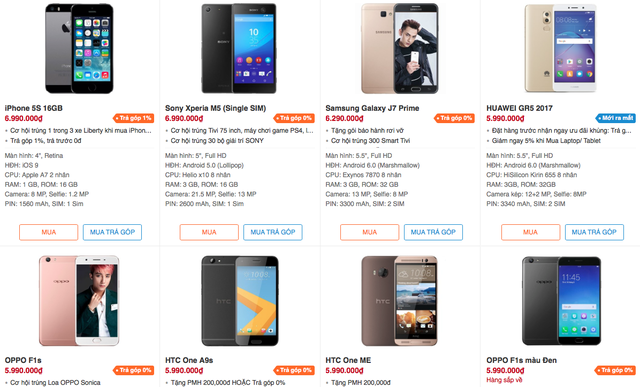 iPhone 5S 16GB
6.990.000₫ Trả góp 1%
• Cơ hội trúng 1 trong 3 xe Liberty khi mua iPhon...
• Trả góp 1%, trả trước 0đ
Màn hình: 4", Retina
HĐH: iOS 9
CPU: Apple A7 2 nhân
RAM: 1 GB, ROM: 16 GB
Camera: 8 MP, Selfie: 1.2 MP
PIN: 1560 mAh, SIM: 1 Sim
MUA MUA TRẢ GÓP
SONY
Sony Xperia M5 (Single SIM)
6.990.000₫ Trả góp 0%
• Cơ hội trúng Tivi 75 inch, máy chơi game PS4, l...
• Cơ hội trúng 30 bộ giải trí SONY
Màn hình: 5", Full HD
HĐH: Android 5.0 (Lollipop)
CPU: Helio x10 8 nhân
RAM: 3 GB, ROM: 16 GB
Camera: 21.5 MP, Selfie: 13 MP
PIN: 2600 mAh, SIM: 1 Sim
MUA MUA TRẢ GÓP
Samsung Galaxy J7 Prime
6.290.000₫ Trả góp 0%
• Tặng gói bảo hành rơi vỡ
• Cơ hội trúng 300 Smart Tivi
Màn hình: 5.5", Full HD
HĐH: Android 6.0 (Marshmallow)
CPU: Exynos 7870 8 nhân
RAM: 3 GB, ROM: 32 GB
Camera: 13 MP, Selfie: 8 MP
PIN: 3300 mAh, SIM: 2 Sim
MUA MUA TRẢ GÓP
HUAWEI GR5 2017
5.990.000₫ Mới ra mắt
• Đặt hàng trước nhận ngay ưu đãi khủng: Trả g...
• Giảm ngay 5% khi Mua Laptop/ Tablet
Màn hình: 5.5", Full HD
HĐH: Android 6.0 (Marshmallow)
CPU: HiSilicon Kirin 655 8 nhân
RAM: 3GB, ROM: 32GB
Camera kép: 12+2 MP, Selfie: 8MP
PIN: 3340 mAh, SIM: 2 Sim
MUA MUA TRẢ GÓP
OPPO F1s
5.990.000₫ Trả góp 0%
• Cơ hội trúng Loa OPPO Sonica
hTC
HTC One A9s
5.990.000₫ Trả góp 0%
• Tặng PMH 200,000đ HOẶC Trả góp 0%
hTC
HTC One ME
5.990.000₫ Trả góp 0%
• Tặng PMH 200,000đ
11:45
OPPO F1s màu Đen
5.990.000₫ Trả góp 0%
Hàng sắp về